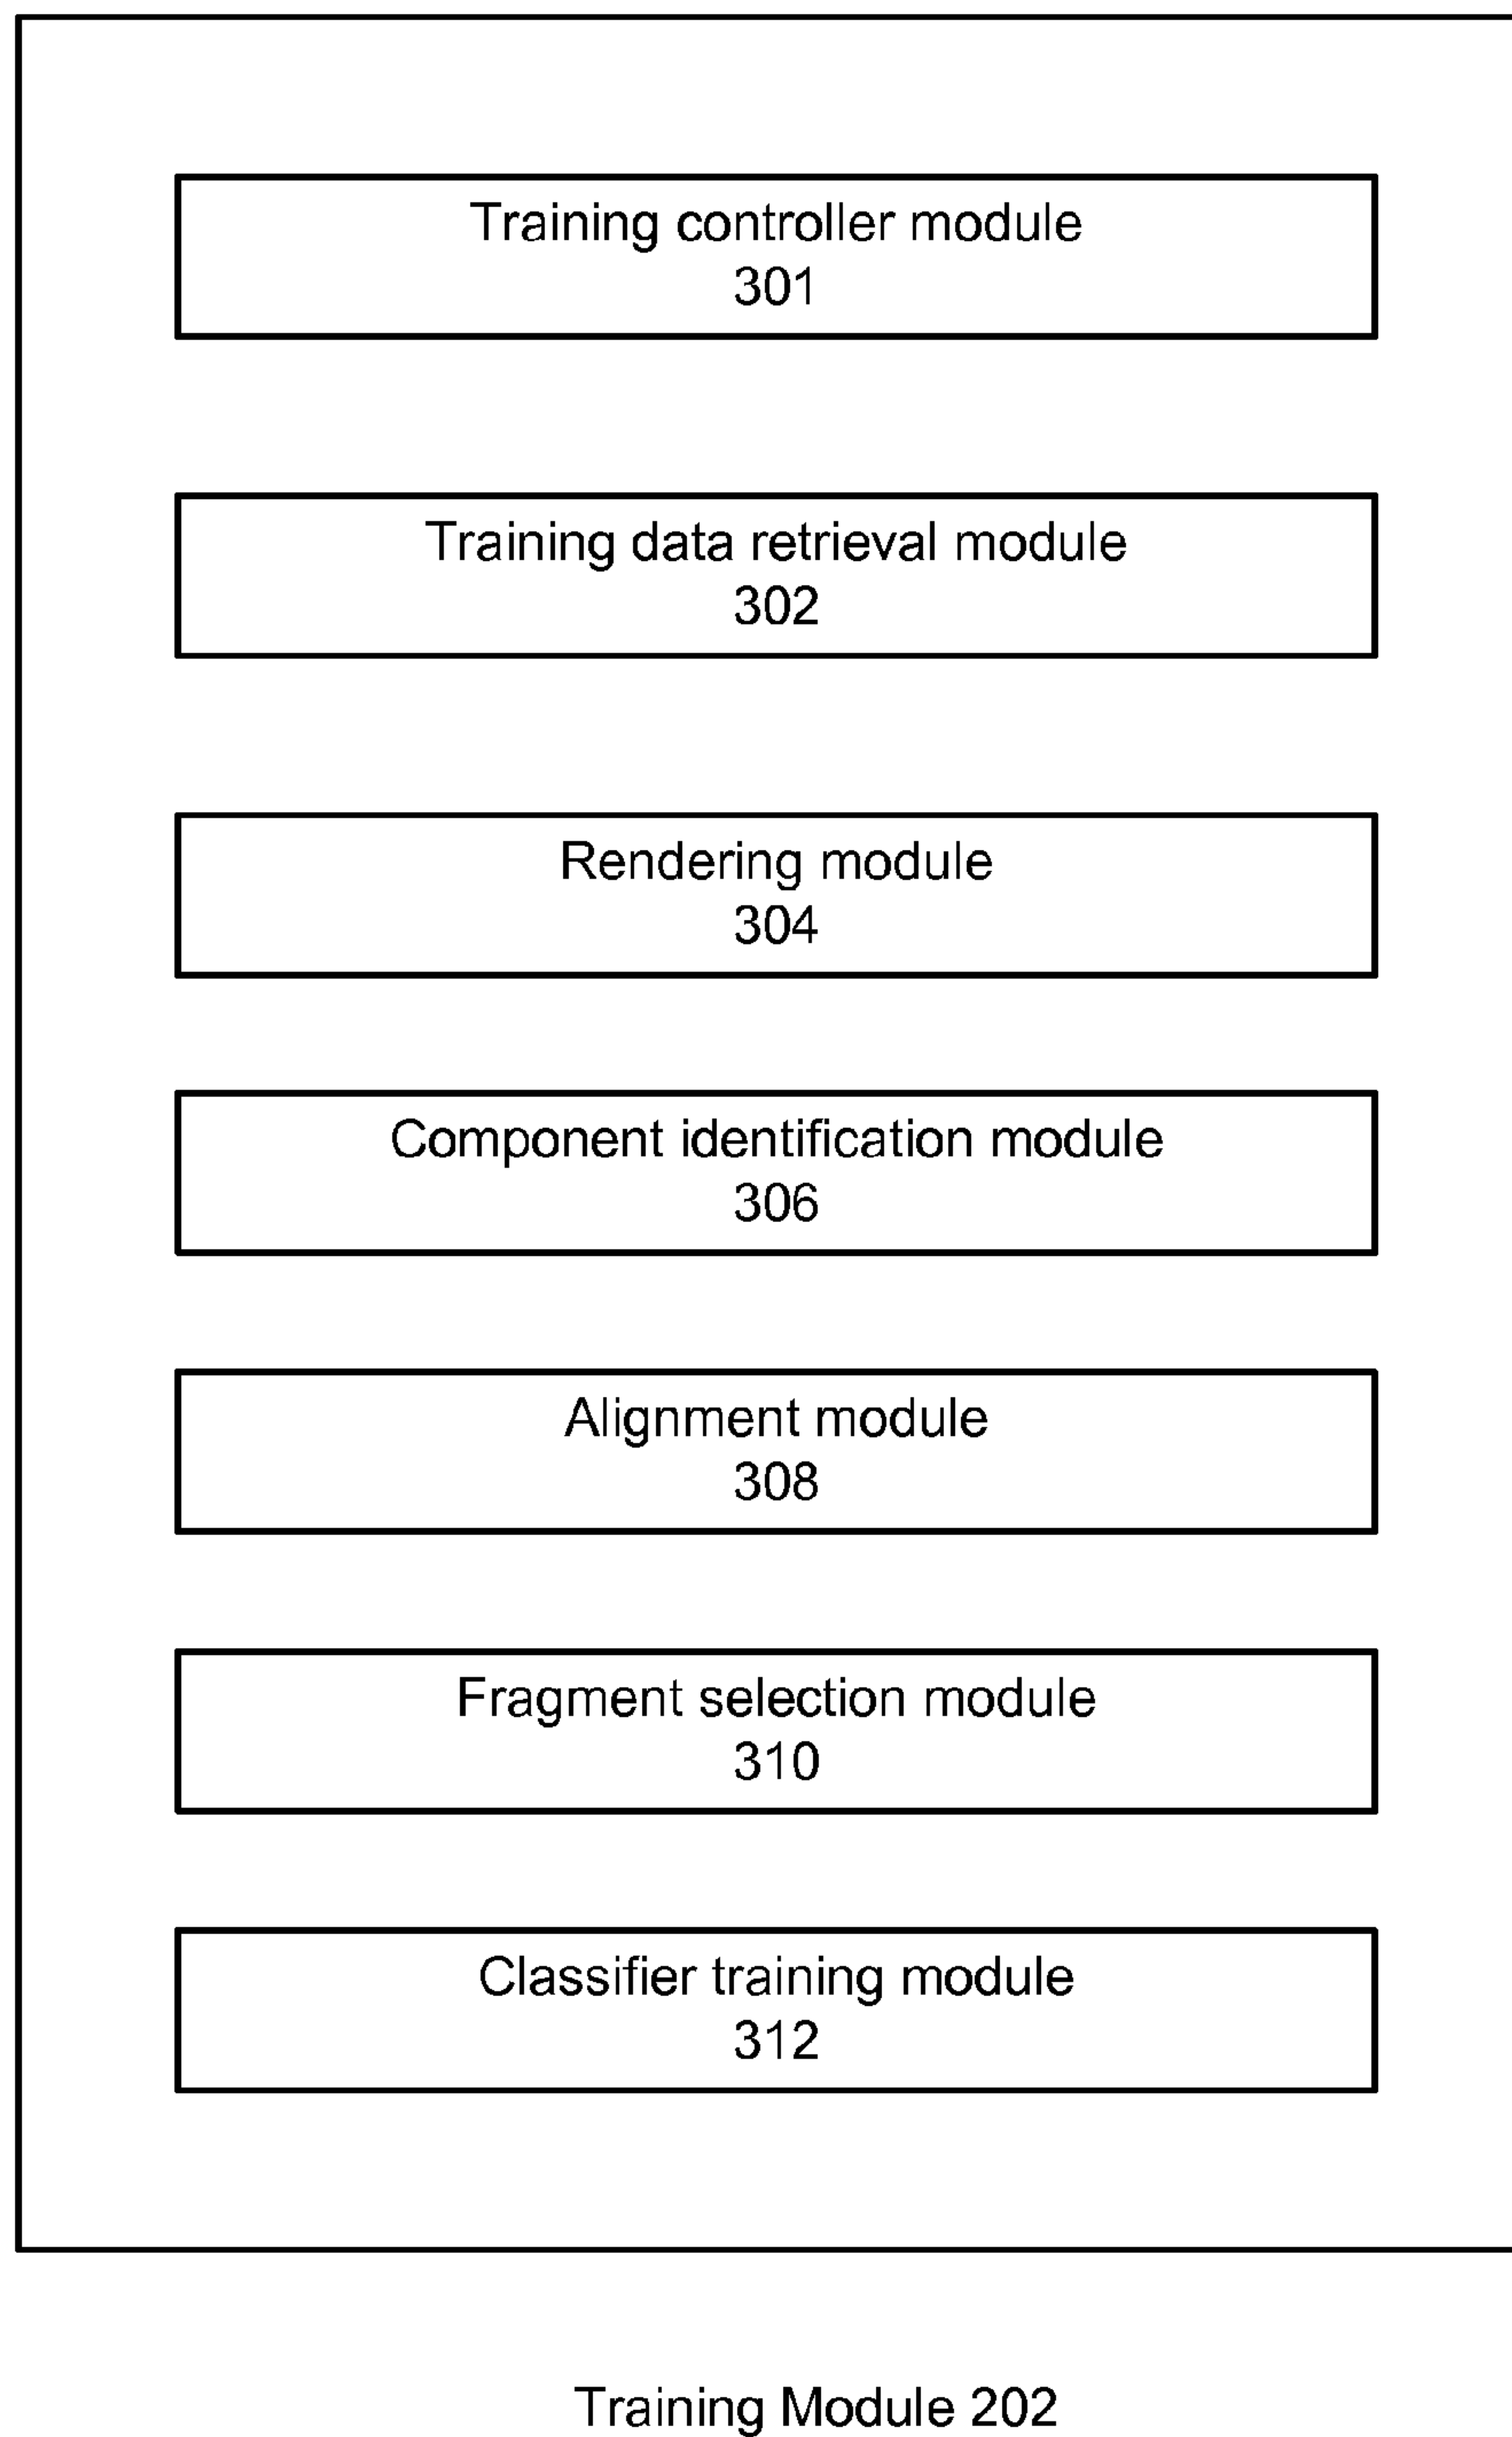 Training controller module
301
Training data retrieval module
302
Rendering module
304
Component identification module
306
Alignment module
308
Fragment selection module
310
Classifier training module
312
Training Module 202